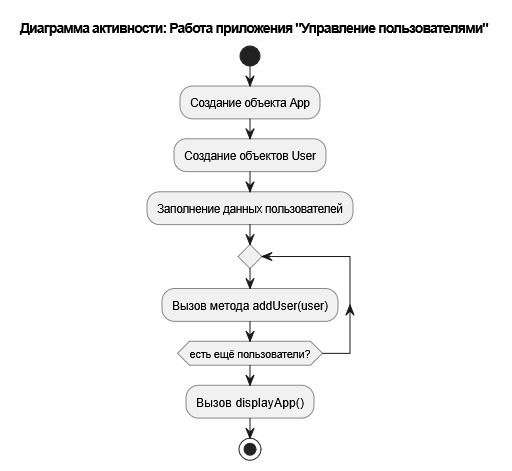 Диаграмма активности: Работа приложения "Управление пользователями"
Создание объекта App
Создание объектов User
Заполнение данных пользователей
Вызов метода addUser(user)
есть ещё пользователи?
Вызов displayApp()